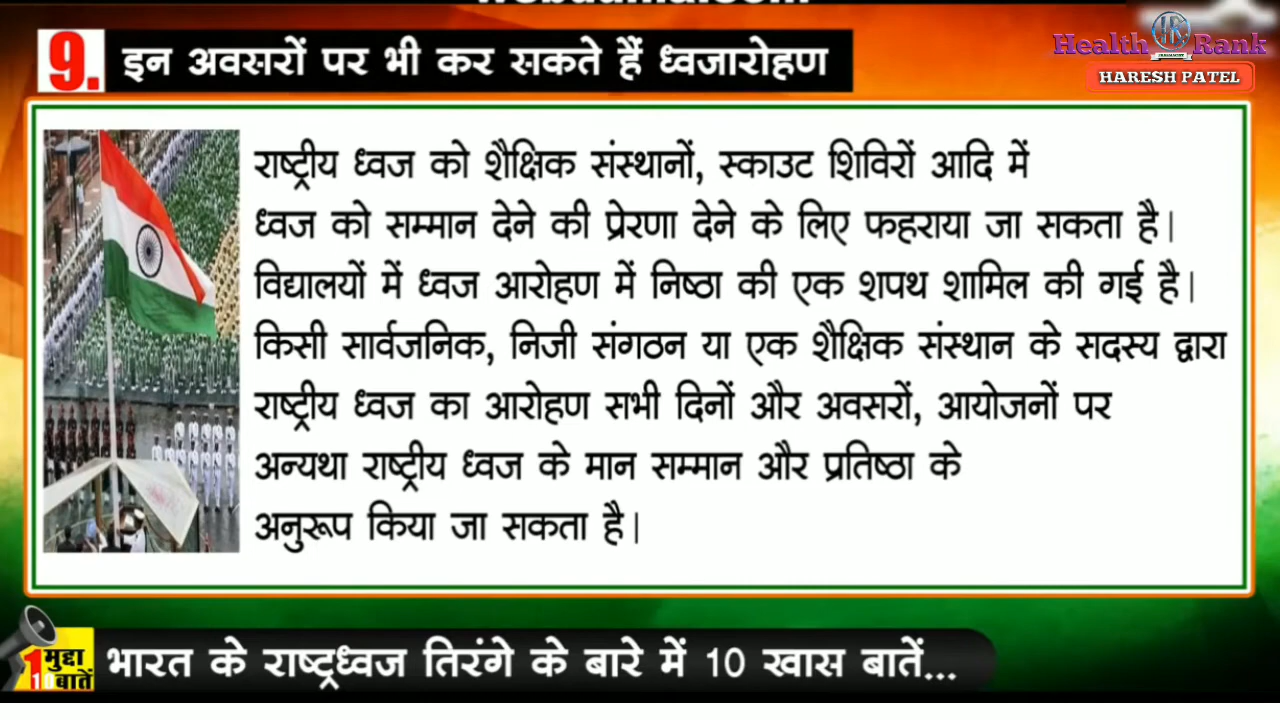 9. इन अवसरों पर भी कर सकते हैं ध्वजारोहण
Health Rank
HARESH PATEL
राष्ट्रीय ध्वज को शैक्षिक संस्थानों, स्काउट शिविरों आदि में
ध्वज को सम्मान देने की प्रेरणा देने के लिए फहराया जा सकता है।
विद्यालयों में ध्वज आरोहण में निष्ठा की एक शपथ शामिल की गई है।
किसी सार्वजनिक, निजी संगठन या एक शैक्षिक संस्थान के सदस्य द्वारा
राष्ट्रीय ध्वज का आरोहण सभी दिनों और अवसरों, आयोजनों पर
अन्यथा राष्ट्रीय ध्वज के मान सम्मान और प्रतिष्ठा के
अनुरूप किया जा सकता है।
1 मुद्दा
10 बातें
भारत के राष्ट्रध्वज तिरंगे के बारे में 10 खास बातें...